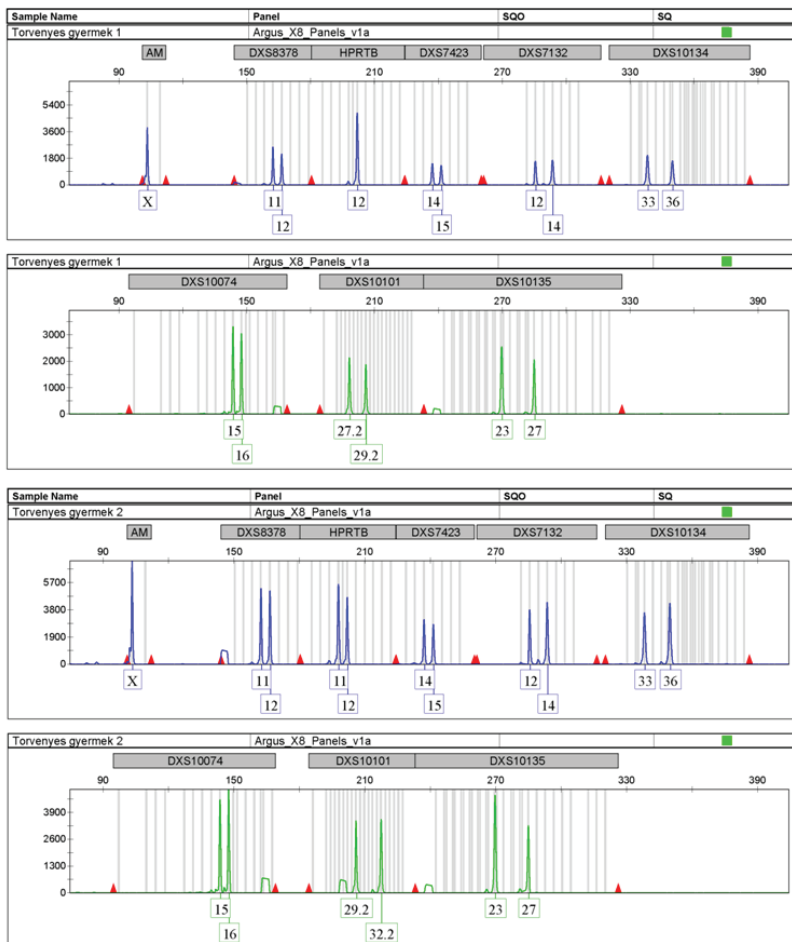 Sample Name Panel SQO SQ
Torvenyes gyermek 1 Argus_X8_Panels_v1a
AM DXS8378 HPRTB DXS7423 DXS7132 DXS10134
90 150 210 270 330 390
5400
3600
1800
0
X 11 12 14 12 33 36
12 15 14
Torvenyes gyermek 1 Argus_X8_Panels_v1a
DXS10074 DXS10101 DXS10135
90 150 210 270 330 390
3000
2000
1000
0
15 27.2 23 27
16 29.2
Sample Name Panel SQO SQ
Torvenyes gyermek 2 Argus_X8_Panels_v1a
AM DXS8378 HPRTB DXS7423 DXS7132 DXS10134
90 150 210 270 330 390
5700
3800
1900
0
X 11 11 14 12 33 36
12 12 15 14
Torvenyes gyermek 2 Argus_X8_Panels_v1a
DXS10074 DXS10101 DXS10135
90 150 210 270 330 390
3900
2600
1300
0
15 29.2 23 27
16 32.2